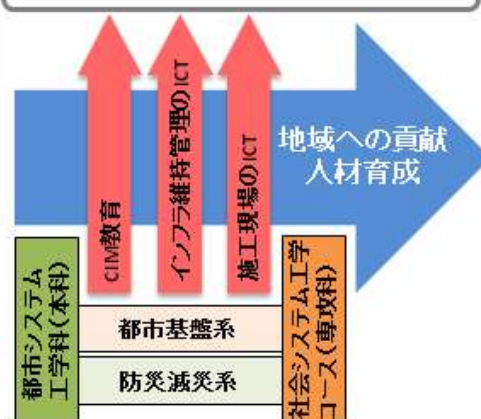 CIM教育
インフラ維持管理のICT
施工現場のICT
地域への貢献
人材育成
都市システム
工学科(本科)
都市基盤系
防災減災系
社会システム工学
コース(専攻科)